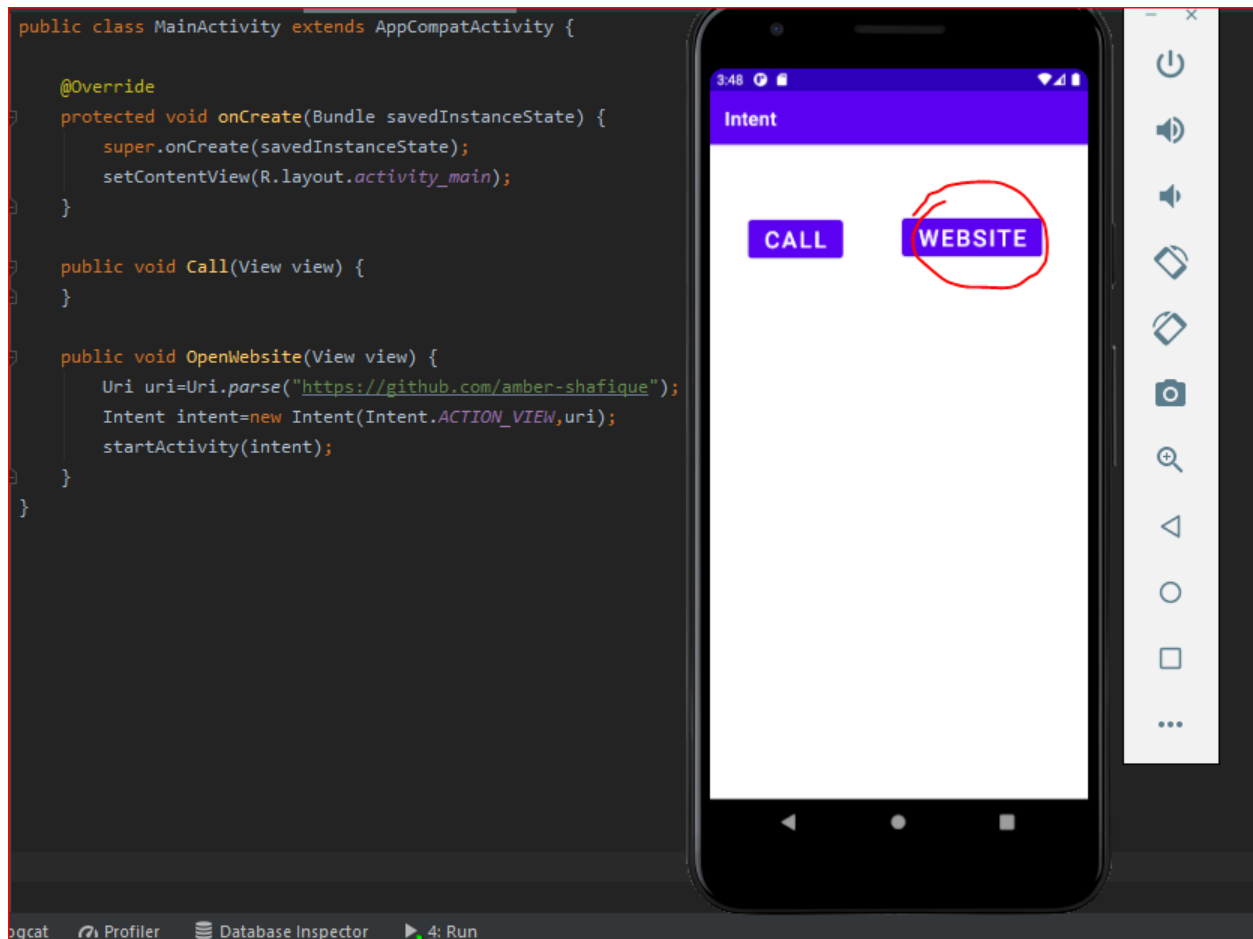 public class MainActivity extends AppCompatActivity {
@Override
protected void onCreate(Bundle savedInstanceState) {
super.onCreate(savedInstanceState);
setContentView(R.layout.activity_main);
}
public void Call(View view) {
}
public void OpenWebsite(View view) {
Uri uri=Uri.parse("https://github.com/amber-shafique");
Intent intent=new Intent(Intent.ACTION_VIEW,uri);
startActivity(intent);
}
}
3:48
Intent
CALL WEBSITE
ogcat Profiler Database Inspector 4: Run